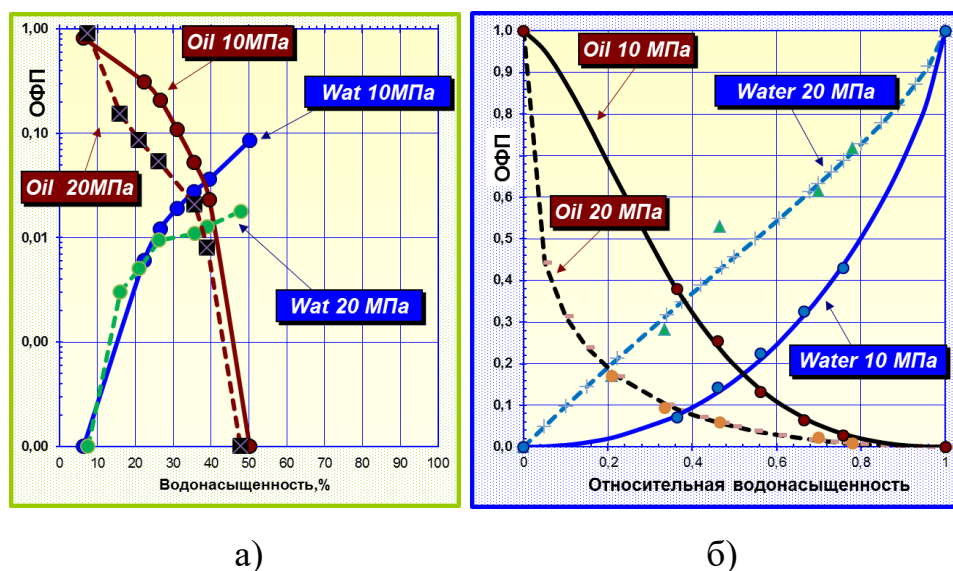 1,00
0,10
0,01
0,00
0,00
ОФП
Oil 10МПа
Wat 10МПа
Oil 20МПа
Wat 20 МПа
0 10 20 30 40 50 60 70 80 90 100
Водонасыщенность,%
а)
1,0
0,9
0,8
0,7
0,6
0,5
0,4
0,3
0,2
0,1
0,0
ОФП
Oil 10 МПа
Water 20 МПа
Oil 20 МПа
Water 10 МПа
0 0,2 0,4 0,6 0,8 1
Относительная водонасыщенность
б)